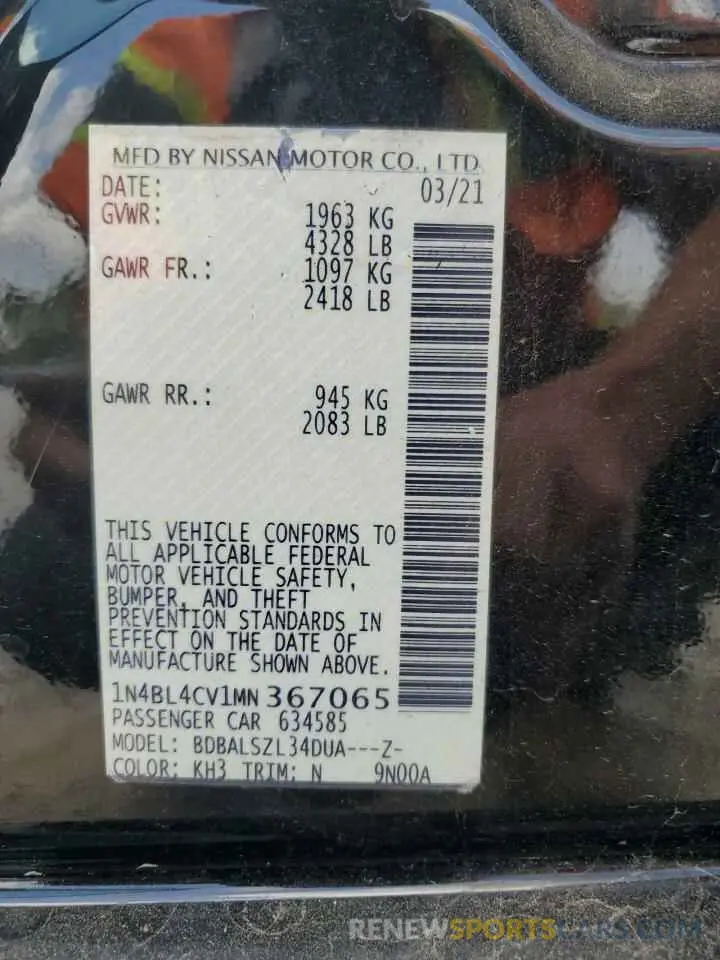 MFD BY NISSAN MOTOR CO., LTD.
DATE: 03/21
GVWR: 1963 KG
4328 LB
GAWR FR.: 1097 KG
2418 LB
GAWR RR.: 945 KG
2083 LB
THIS VEHICLE CONFORMS TO
ALL APPLICABLE FEDERAL
MOTOR VEHICLE SAFETY,
BUMPER, AND THEFT
PREVENTION STANDARDS IN
EFFECT ON THE DATE OF
MANUFACTURE SHOWN ABOVE.
1N4BL4CV1MN367065
PASSENGER CAR 634585
MODEL: BDBALSZL34DUA---Z-
COLOR: KH3 TRIM: N 9N00A
RENEWSPORTSCARS.COM